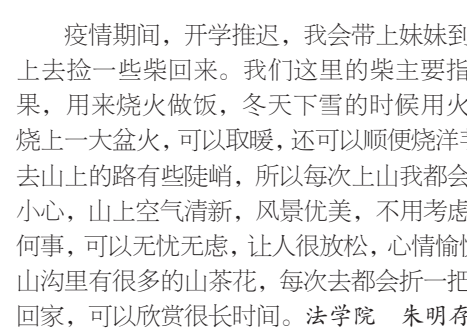 疫情期间，开学推迟，我会带上妹妹到
上去捡一些柴回来。我们这里的柴主要指
果，用来烧火做饭，冬天下雪的时候用火
烧上一大盆火，可以取暖，还可以顺便烧洋
去山上的路有些陡峭，所以每次上山我都会
小心，山上空气清新，风景优美，不用考虑
何事，可以无忧无虑，让人很放松，心情愉
山沟里有很多的山茶花，每次去都会折一把
回家，可以欣赏很长时间。法学院　朱明存